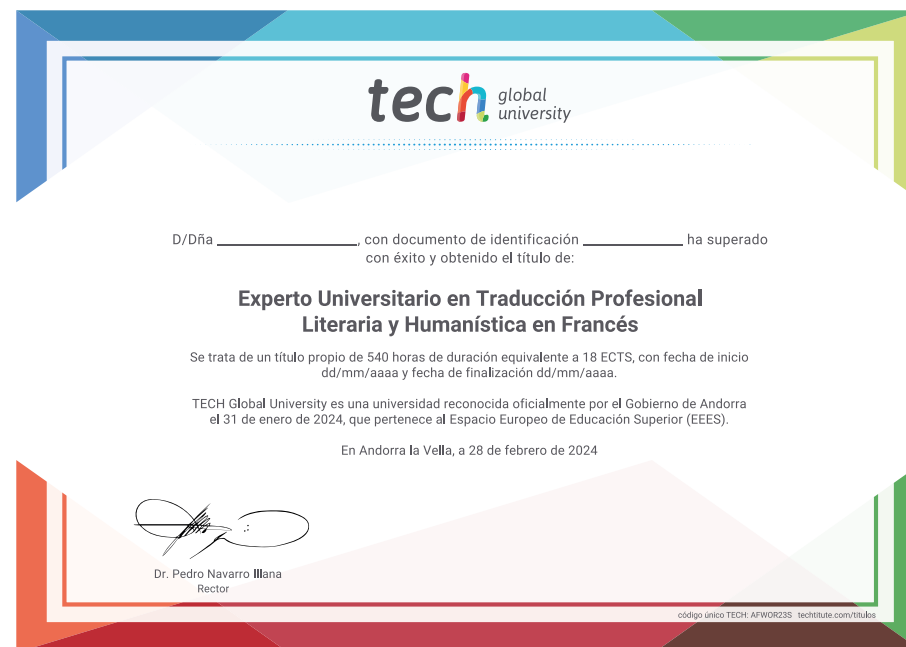 tech global
university
D/Dña ____________, con documento de identificación ____________ ha superado
con éxito y obtenido el título de:
Experto Universitario en Traducción Profesional
Literaria y Humanística en Francés
Se trata de un título propio de 540 horas de duración equivalente a 18 ECTS, con fecha de inicio
dd/mm/aaaa y fecha de finalización dd/mm/aaaa.
TECH Global University es una universidad reconocida oficialmente por el Gobierno de Andorra
el 31 de enero de 2024, que pertenece al Espacio Europeo de Educación Superior (EEES).
En Andorra la Vella, a 28 de febrero de 2024
Dr. Pedro Navarro Illana
Rector
código único TECH: AFWOR23S techtitute.com/titulos